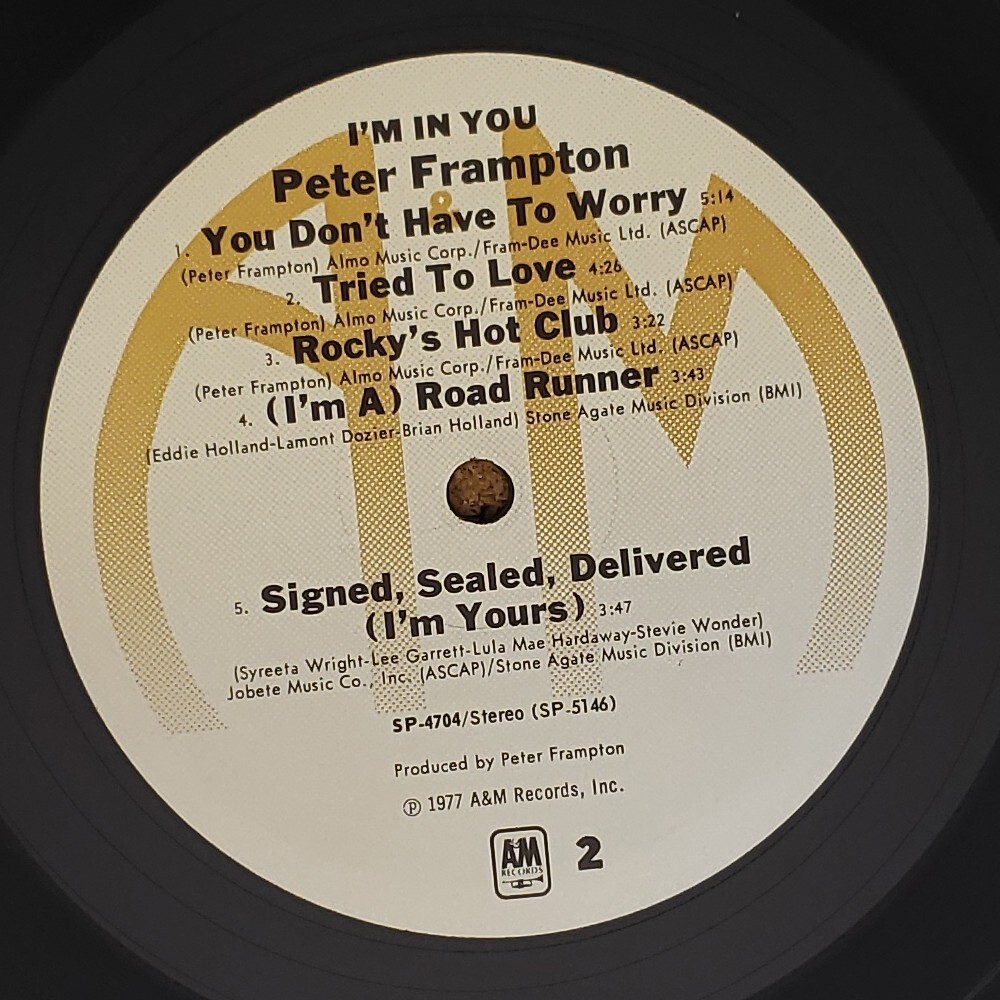 I'M IN YOU
Peter Frampton
1. You Don't Have To Worry 5:14
(Peter Frampton) Almo Music Corp./Fram-Dee Music Ltd. (ASCAP)
2. Tried To Love 4:26
(Peter Frampton) Almo Music Corp./Fram-Dee Music Ltd. (ASCAP)
3. Rocky's Hot Club 3:22
(Peter Frampton) Almo Music Corp./Fram-Dee Music Ltd. (ASCAP)
4. (I'm A) Road Runner 3:43
(Eddie Holland-Lamont Dozier-Brian Holland) Stone Agate Music Division (BMI)
5. Signed, Sealed, Delivered
(I'm Yours) 3:47
(Syreeta Wright-Lee Garrett-Lula Mae Hardaway-Stevie Wonder)
Jobete Music Co., Inc. (ASCAP)/Stone Agate Music Division (BMI)
SP-4704/Stereo (SP-5146)
Produced by Peter Frampton
℗ 1977 A&M Records, Inc.
A&M 2
RECORDS